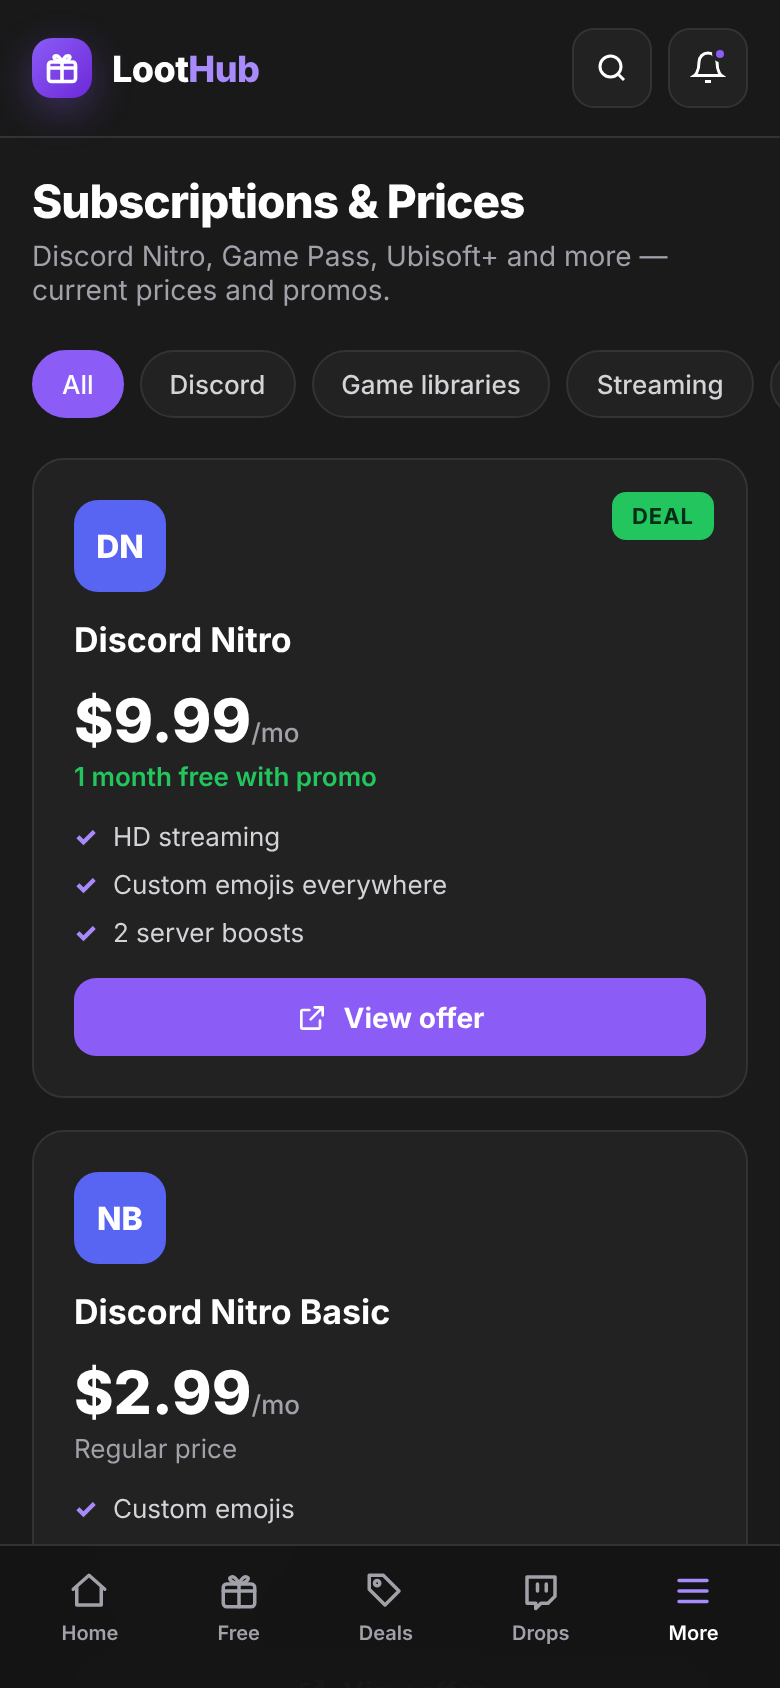 LootHub
Subscriptions & Prices
Discord Nitro, Game Pass, Ubisoft+ and more —
current prices and promos.
All
Discord
Game libraries
Streaming
DN
DEAL
Discord Nitro
$9.99/mo
1 month free with promo
HD streaming
Custom emojis everywhere
2 server boosts
View offer
NB
Discord Nitro Basic
$2.99/mo
Regular price
Custom emojis
Home
Free
Deals
Drops
More